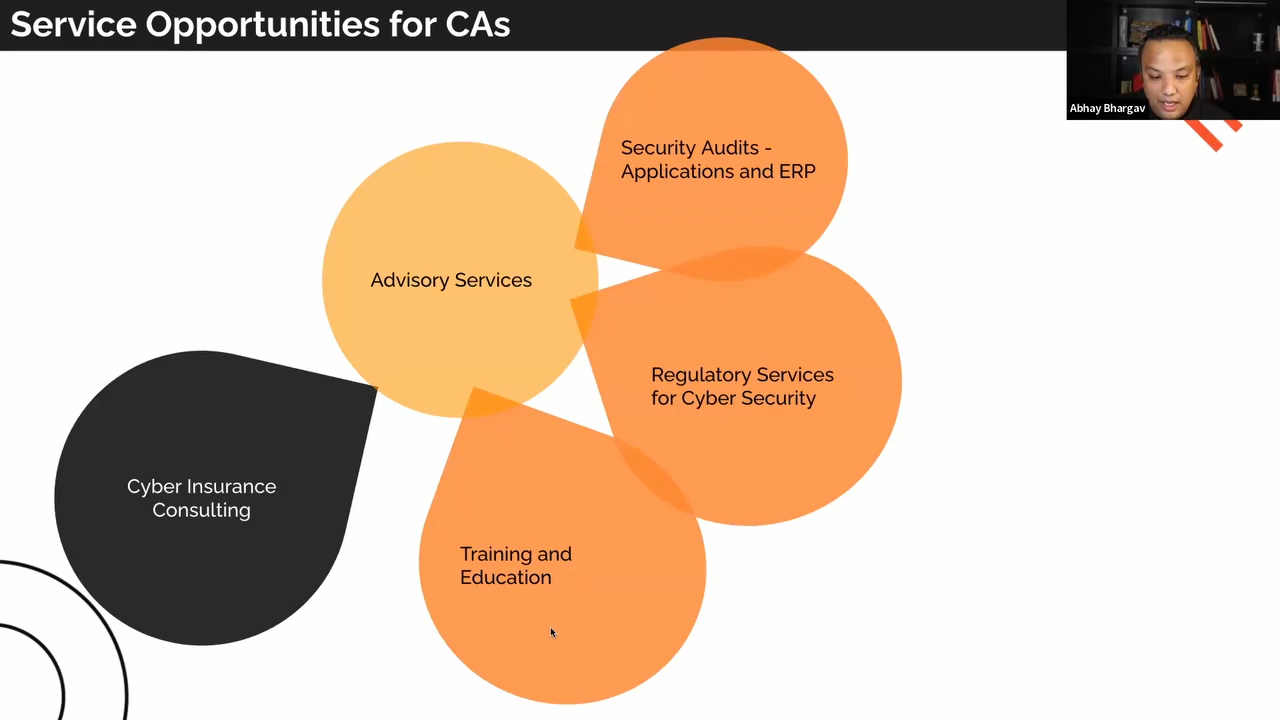 Service Opportunities for CAs
Abhay Bhargav
Security Audits -
Applications and ERP
Advisory Services
Regulatory Services
for Cyber Security
Cyber Insurance
Consulting
Training and
Education